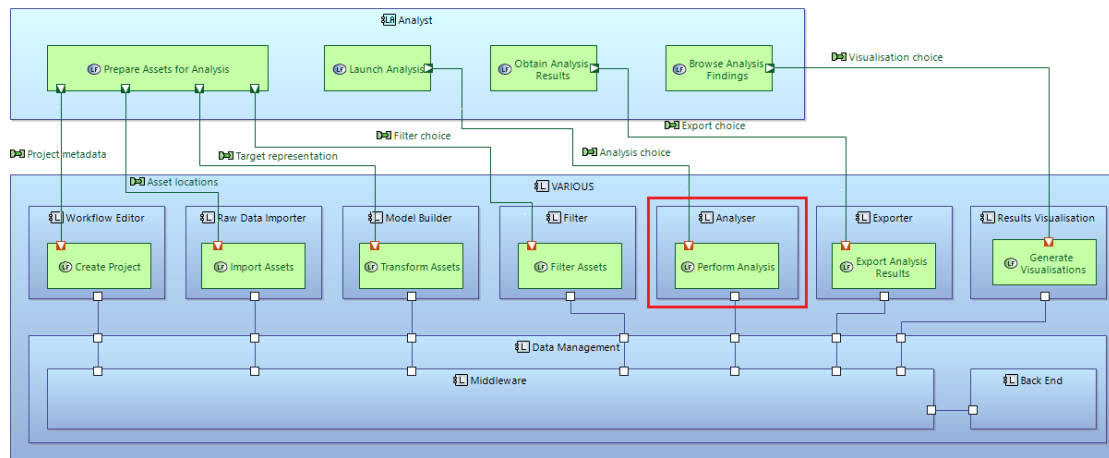 Analyst
Prepare Assets for Analysis
Launch Analysis
Obtain Analysis
Results
Browse Analysis
Findings
Visualisation choice
Filter choice
Export choice
Project metadata
Target representation
Analysis choice
Asset locations
VARIOUS
Workflow Editor
Raw Data Importer
Model Builder
Filter
Analyser
Exporter
Results Visualisation
Create Project
Import Assets
Transform Assets
Filter Assets
Perform Analysis
Export Analysis
Results
Generate
Visualisations
Data Management
Middleware
Back End